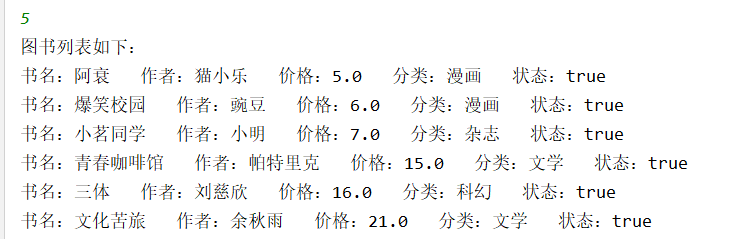 5
图书列表如下：
书名：阿衰   作者：猫小乐   价格：5.0   分类：漫画   状态：true
书名：爆笑校园   作者：豌豆   价格：6.0   分类：漫画   状态：true
书名：小茗同学   作者：小明   价格：7.0   分类：杂志   状态：true
书名：青春咖啡馆   作者：帕特里克   价格：15.0   分类：文学   状态：true
书名：三体   作者：刘慈欣   价格：16.0   分类：科幻   状态：true
书名：文化苦旅   作者：余秋雨   价格：21.0   分类：文学   状态：true